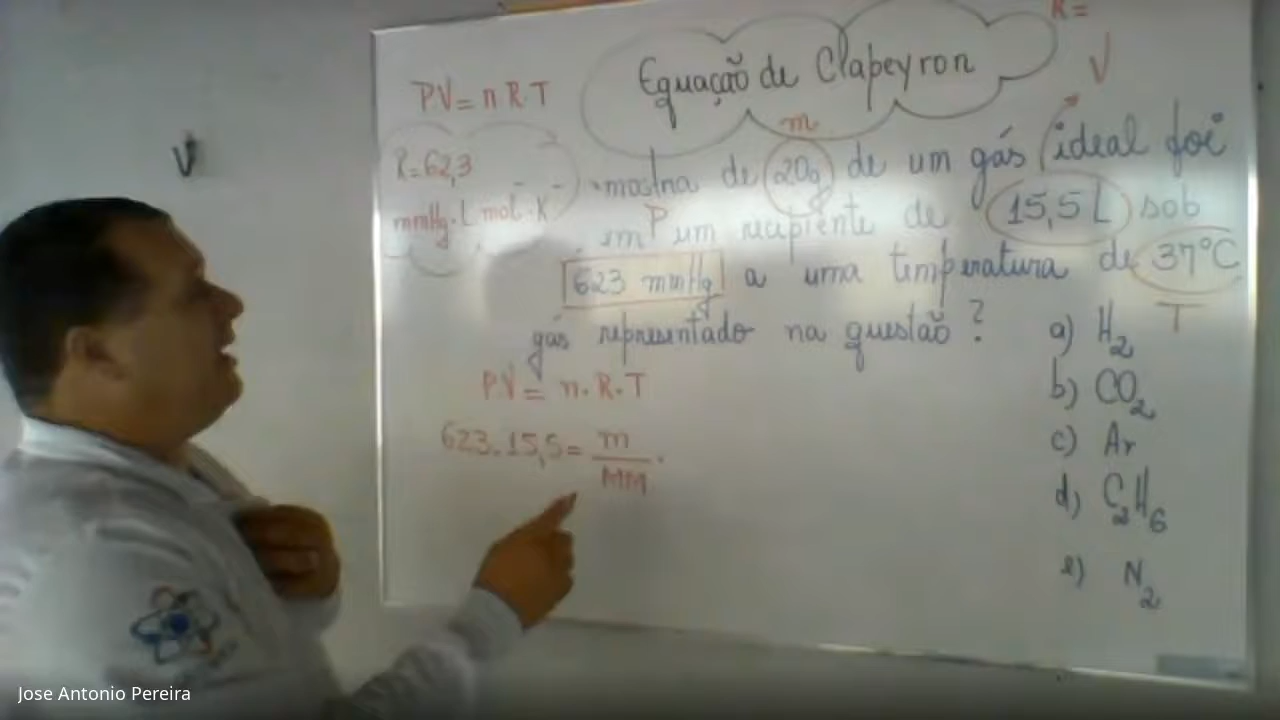 R=
Equação de Clapeyron
V
PV = n R.T
m
R=62,3
mostra de 20g de um gás ideal foi
mmHg.L mol.K
P
em um recipiente de 15,5 L sob
623 mmHg a uma temperatura de 37°C
T
gás representado na questão?
a) H2
PV = n.R.T
b) CO2
623.15,5 = m/MM .
c) Ar
d) C2H6
e) N2
V
Jose Antonio Pereira